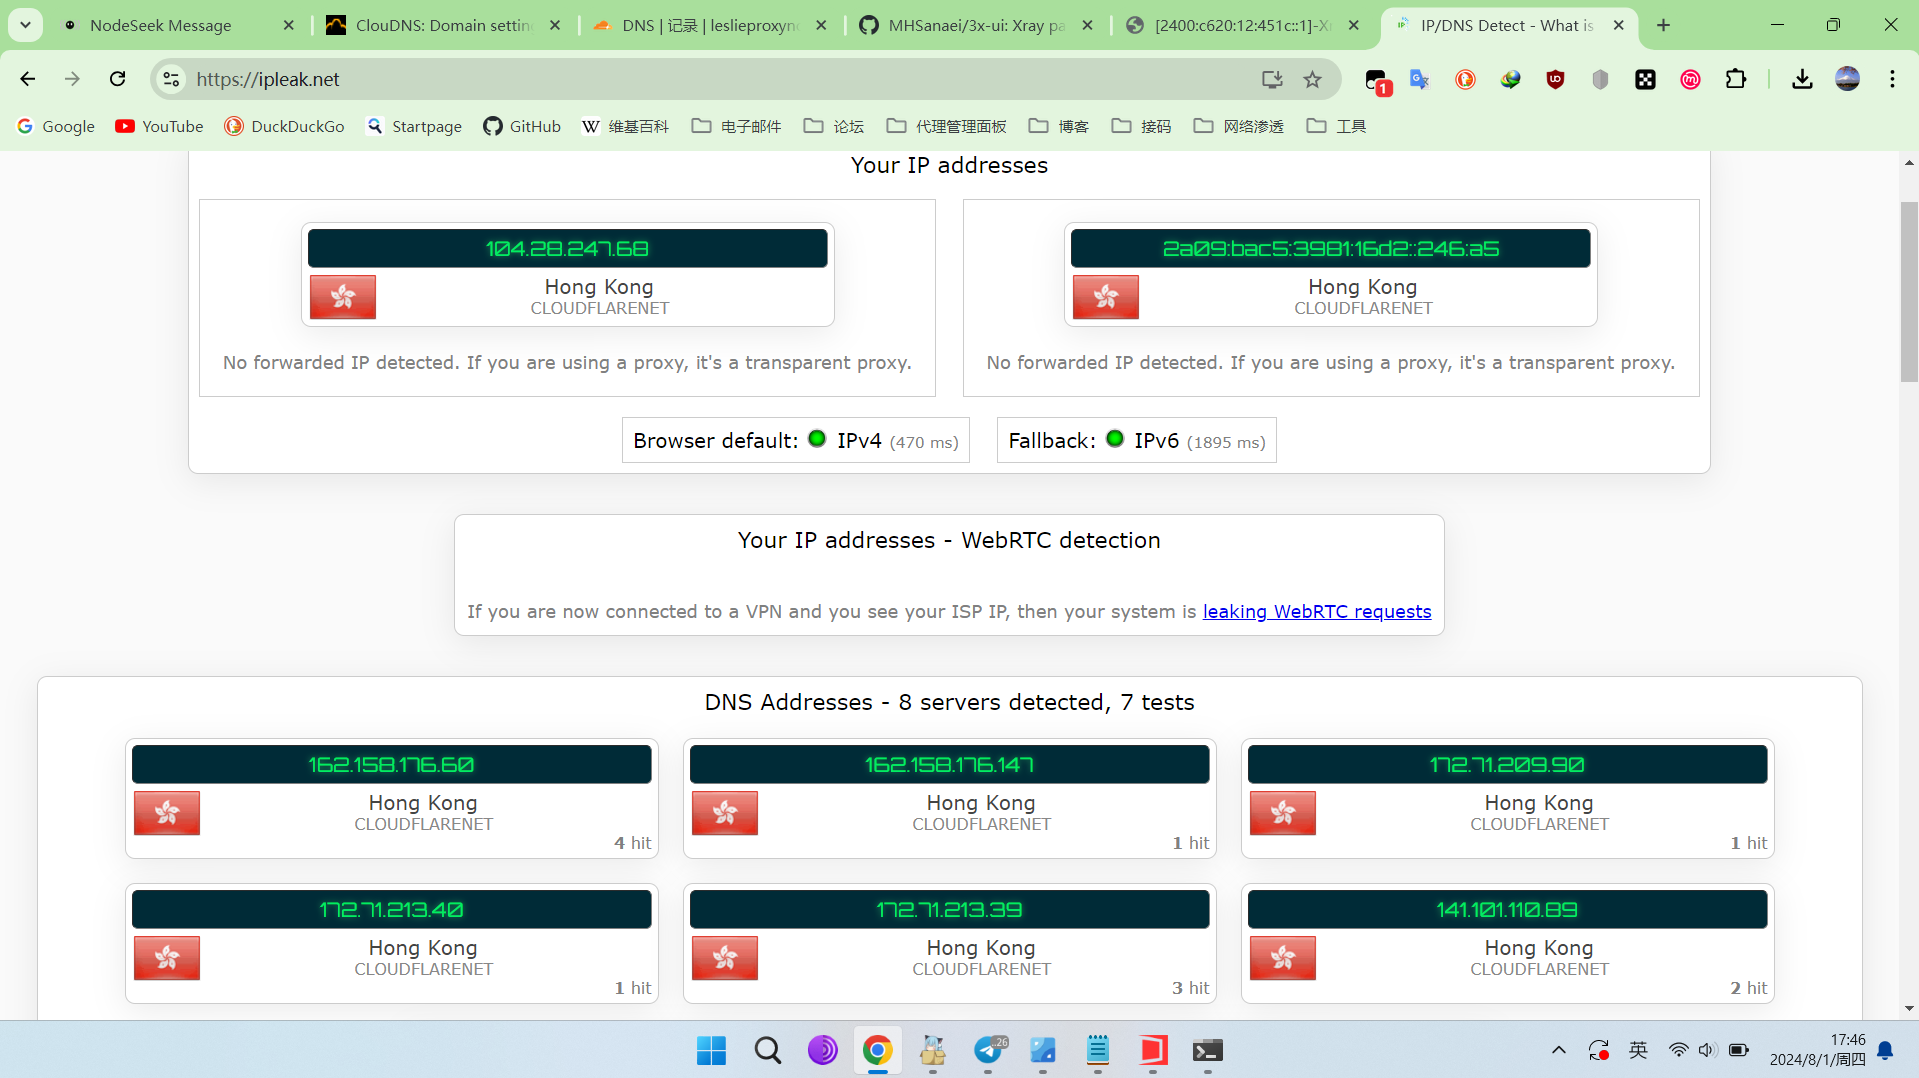 NodeSeek Message
ClouDNS: Domain settin
DNS | 记录 | leslieproxyn
MHSanaei/3x-ui: Xray pa
[2400:c620:12:451c::1]-X
IP/DNS Detect - What is
https://ipleak.net
1
Google
YouTube
DuckDuckGo
Startpage
GitHub
维基百科
电子邮件
论坛
代理管理面板
博客
接码
网络渗透
工具
Your IP addresses
104.28.247.68
Hong Kong
CLOUDFLARENET
No forwarded IP detected. If you are using a proxy, it's a transparent proxy.
2a09:bac5:3981:16d2::246:a5
Hong Kong
CLOUDFLARENET
No forwarded IP detected. If you are using a proxy, it's a transparent proxy.
Browser default: IPv4 (470 ms)
Fallback: IPv6 (1895 ms)
Your IP addresses - WebRTC detection
If you are now connected to a VPN and you see your ISP IP, then your system is leaking WebRTC requests
DNS Addresses - 8 servers detected, 7 tests
162.158.176.60
Hong Kong
CLOUDFLARENET
4 hit
162.158.176.147
Hong Kong
CLOUDFLARENET
1 hit
172.71.209.90
Hong Kong
CLOUDFLARENET
1 hit
172.71.213.40
Hong Kong
CLOUDFLARENET
1 hit
172.71.213.39
Hong Kong
CLOUDFLARENET
3 hit
141.101.110.89
Hong Kong
CLOUDFLARENET
2 hit
英
17:46
2024/8/1/周四